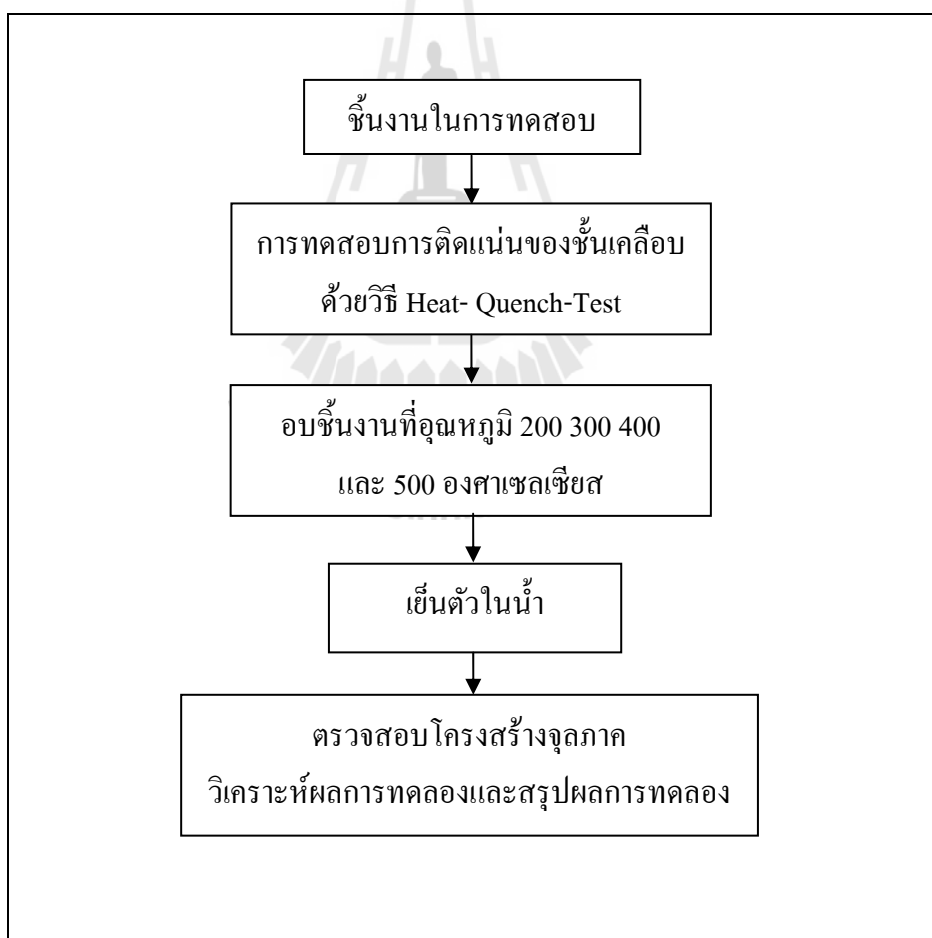 ชิ้นงานในการทดสอบ
การทดสอบการติดแน่นของชั้นเคลือบ
ด้วยวิธี Heat- Quench-Test
อบชิ้นงานที่อุณหภูมิ 200 300 400
และ 500 องศาเซลเซียส
เย็นตัวในน้ำ
ตรวจสอบโครงสร้างจุลภาค
วิเคราะห์ผลการทดลองและสรุปผลการทดลอง